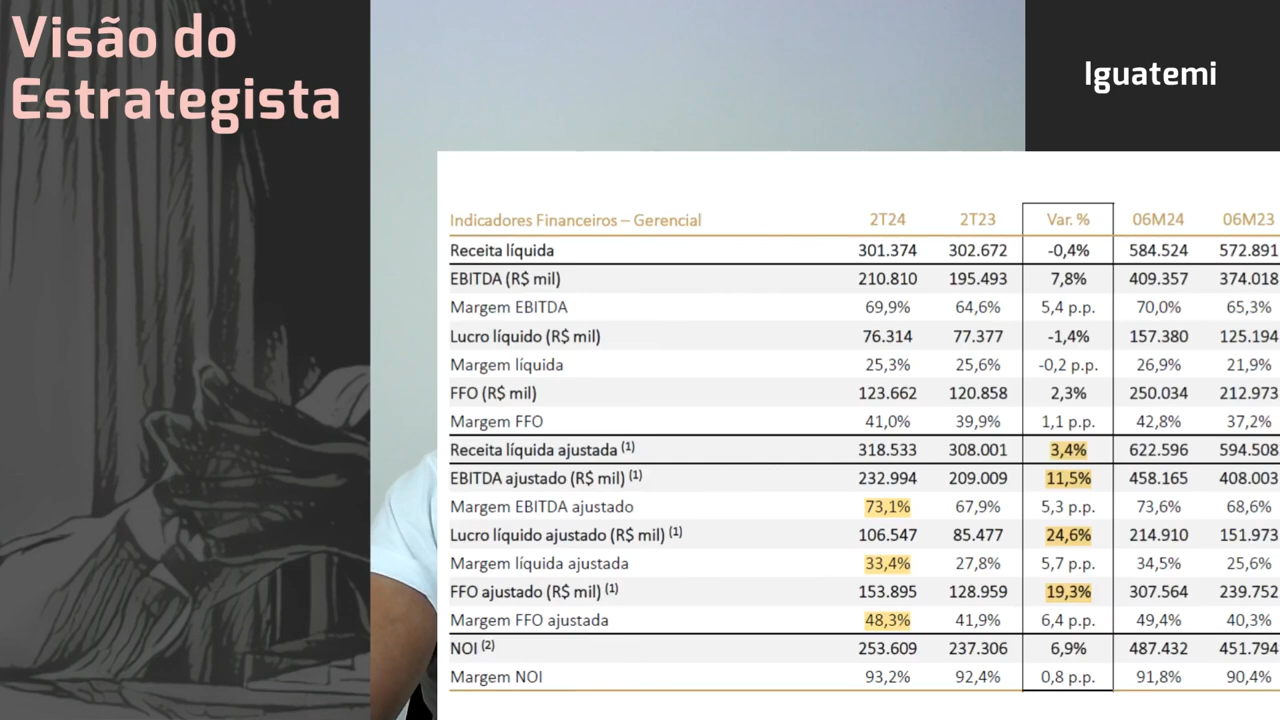 Visão do
Estrategista
Iguatemi
Indicadores Financeiros – Gerencial 2T24 2T23 Var. % 06M24 06M23
Receita líquida 301.374 302.672 -0,4% 584.524 572.891
EBITDA (R$ mil) 210.810 195.493 7,8% 409.357 374.018
Margem EBITDA 69,9% 64,6% 5,4 p.p. 70,0% 65,3%
Lucro líquido (R$ mil) 76.314 77.377 -1,4% 157.380 125.194
Margem líquida 25,3% 25,6% -0,2 p.p. 26,9% 21,9%
FFO (R$ mil) 123.662 120.858 2,3% 250.034 212.973
Margem FFO 41,0% 39,9% 1,1 p.p. 42,8% 37,2%
Receita líquida ajustada (1) 318.533 308.001 3,4% 622.596 594.508
EBITDA ajustado (R$ mil) (1) 232.994 209.009 11,5% 458.165 408.003
Margem EBITDA ajustado 73,1% 67,9% 5,3 p.p. 73,6% 68,6%
Lucro líquido ajustado (R$ mil) (1) 106.547 85.477 24,6% 214.910 151.973
Margem líquida ajustada 33,4% 27,8% 5,7 p.p. 34,5% 25,6%
FFO ajustado (R$ mil) (1) 153.895 128.959 19,3% 307.564 239.752
Margem FFO ajustada 48,3% 41,9% 6,4 p.p. 49,4% 40,3%
NOI (2) 253.609 237.306 6,9% 487.432 451.794
Margem NOI 93,2% 92,4% 0,8 p.p. 91,8% 90,4%